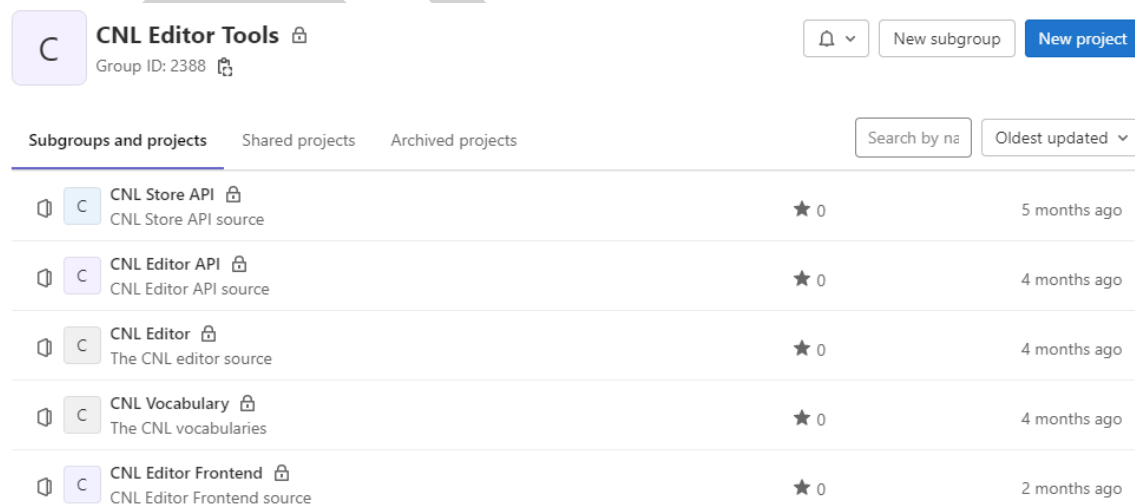 C
CNL Editor Tools
Group ID: 2388
New subgroup
New project
Subgroups and projects
Shared projects
Archived projects
Search by na
Oldest updated
C
CNL Store API
CNL Store API source
0
5 months ago
C
CNL Editor API
CNL Editor API source
0
4 months ago
C
CNL Editor
The CNL editor source
0
4 months ago
C
CNL Vocabulary
The CNL vocabularies
0
4 months ago
C
CNL Editor Frontend
CNL Editor Frontend source
0
2 months ago